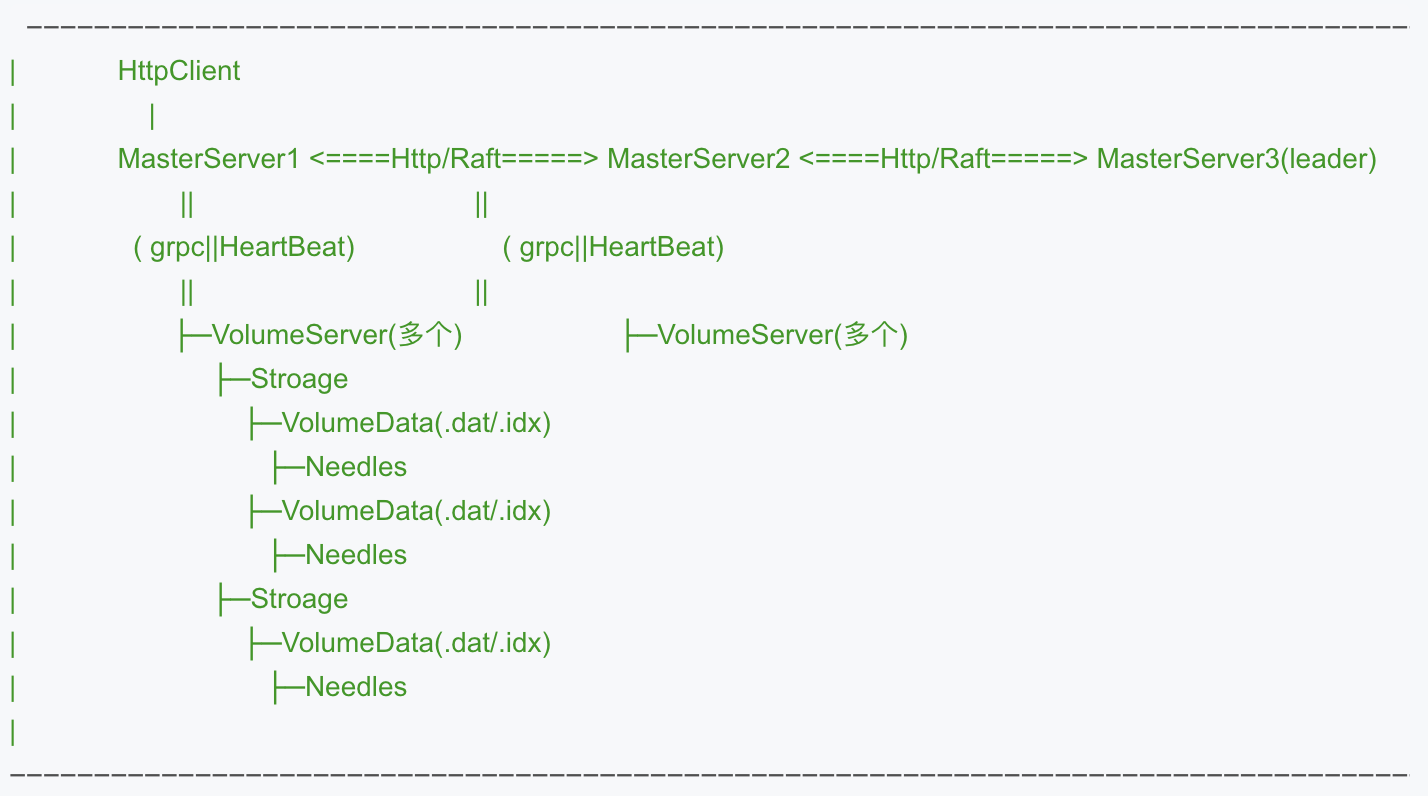 ------------------------------------------------------------------------------------
| HttpClient
| |
| MasterServer1 <====Http/Raft=====> MasterServer2 <====Http/Raft=====> MasterServer3(leader)
| || ||
| ( grpc||HeartBeat) ( grpc||HeartBeat)
| || ||
| ├─VolumeServer(多个) ├─VolumeServer(多个)
| ├─Stroage
| ├─VolumeData(.dat/.idx)
| ├─Needles
| ├─VolumeData(.dat/.idx)
| ├─Needles
| ├─Stroage
| ├─VolumeData(.dat/.idx)
| ├─Needles
|
------------------------------------------------------------------------------------